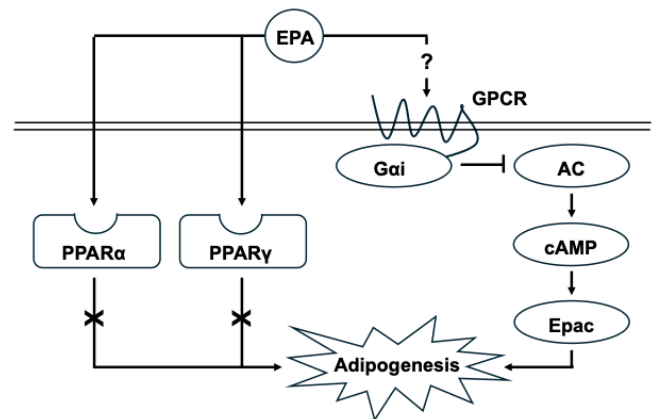 EPA
?
GPCR
Gαi
AC
PPARα
PPARγ
cAMP
Epac
Adipogenesis